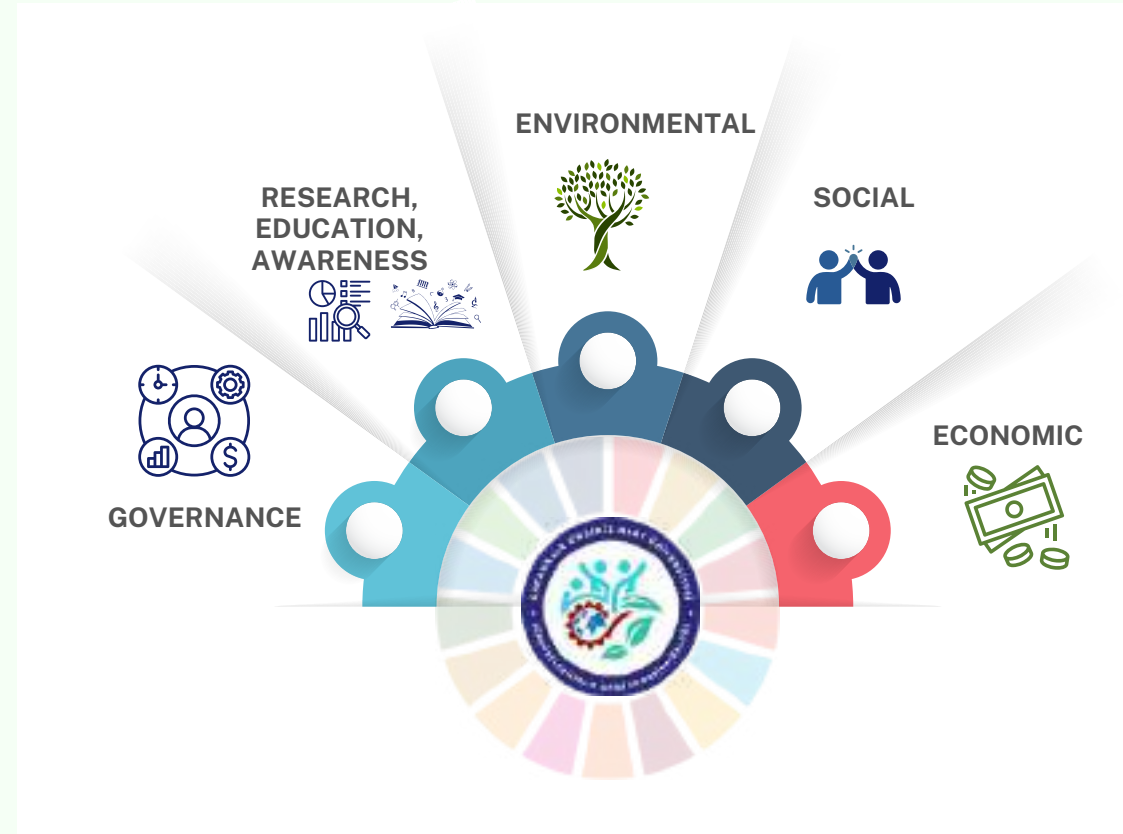 ENVIRONMENTAL
RESEARCH,
EDUCATION,
AWARENESS
SOCIAL
ECONOMIC
GOVERNANCE
$